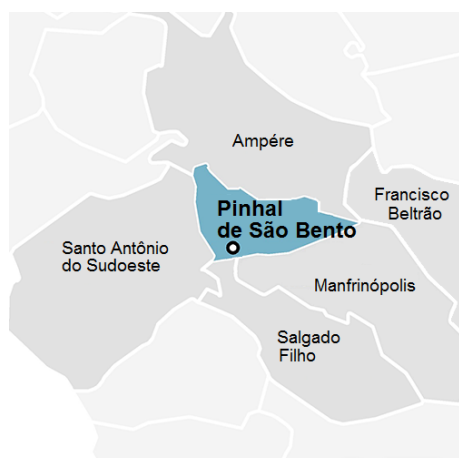 Ampére
Francisco
Beltrão
Pinhal
de São Bento
Santo Antônio
do Sudoeste
Manfrinópolis
Salgado
Filho